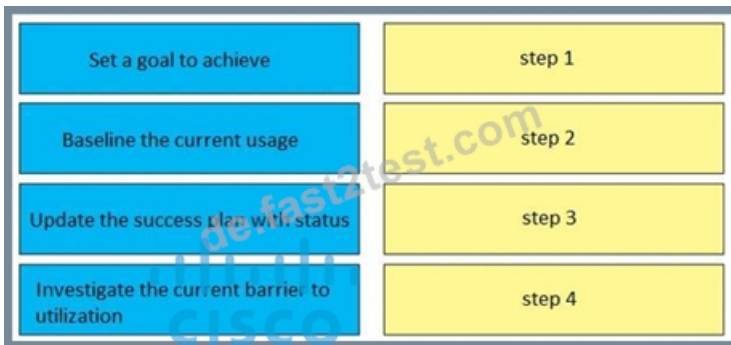 Set a goal to achieve
step 1
Baseline the current usage
step 2
Update the success plan with status
step 3
Investigate the current barrier to
utilization
step 4
de.fast2test.com
CISCO